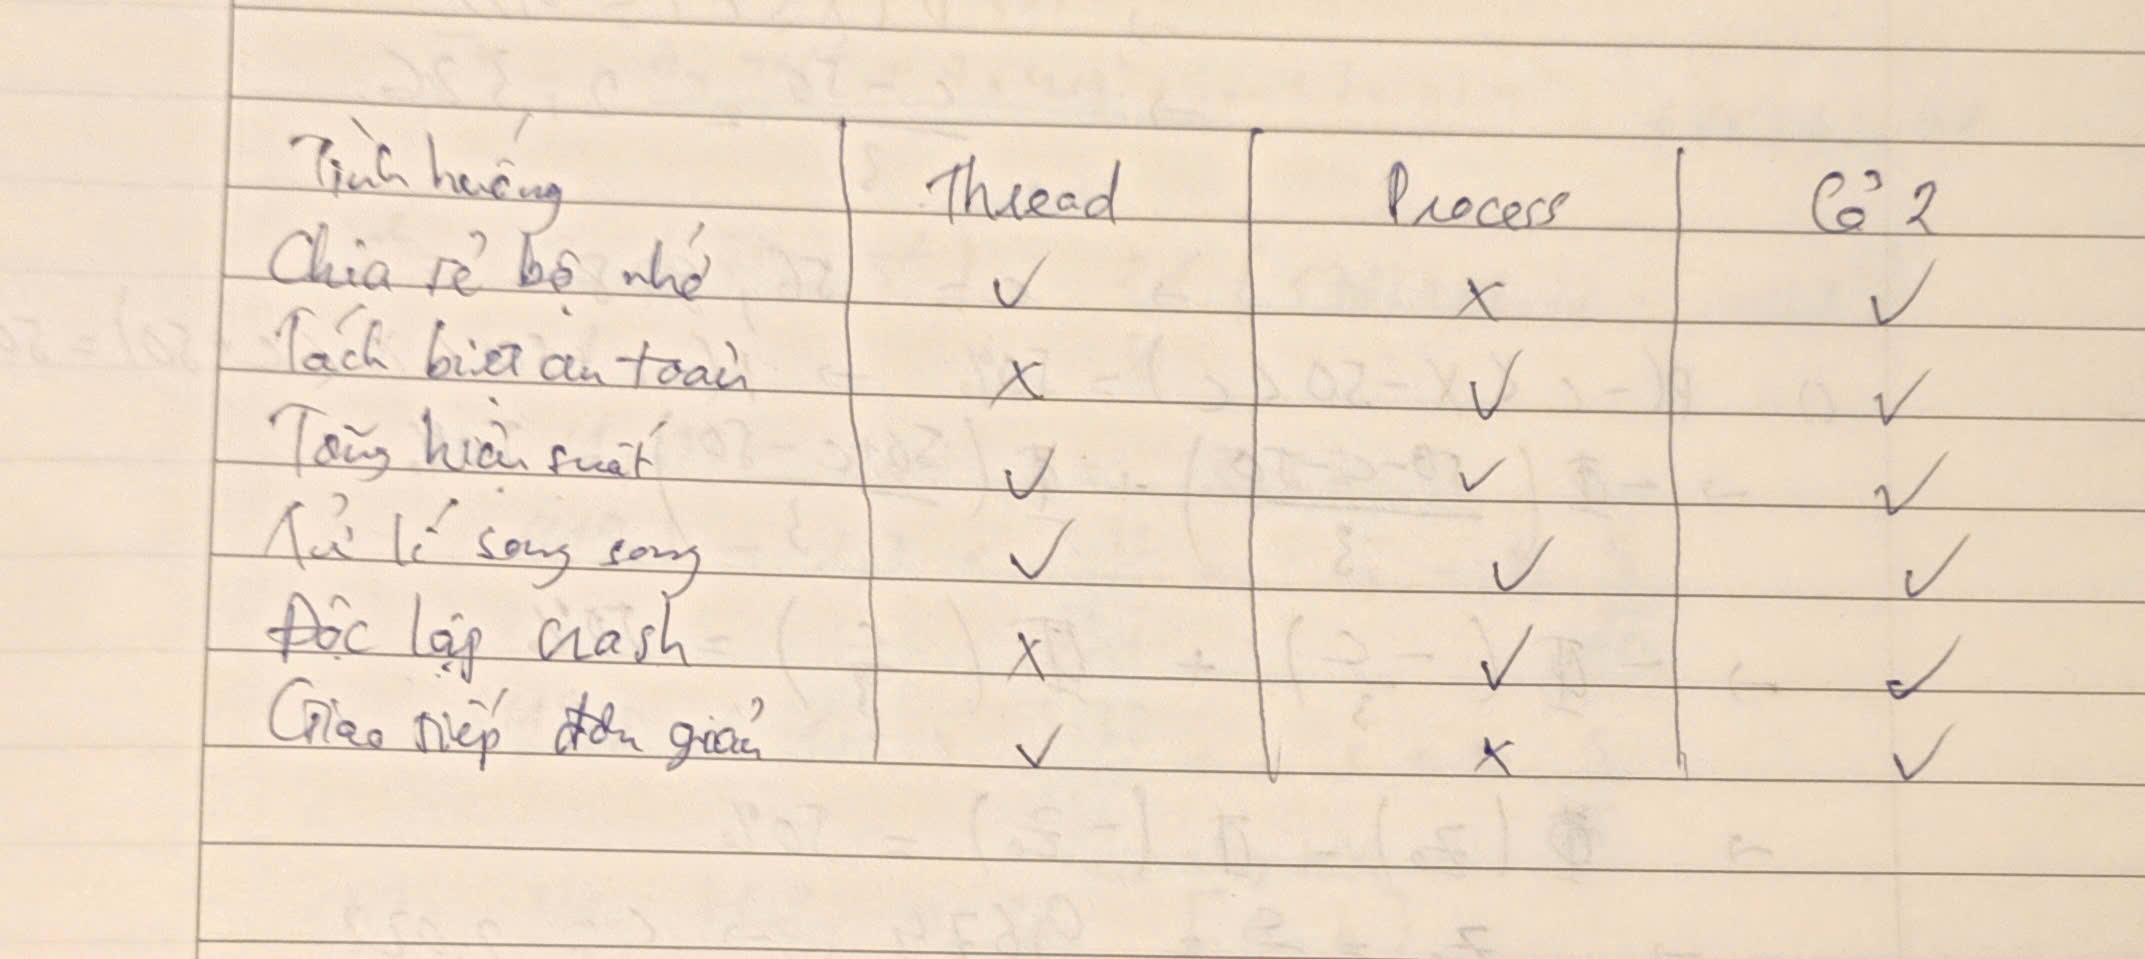 Tình huống Thread Process Cả 2
Chia sẻ bộ nhớ ✓ x ✓
Tách biệt an toàn x ✓ ✓
Tăng hiệu suất ✓ ✓ ✓
Xử lí song song ✓ ✓ ✓
Độc lập crash x ✓ ✓
Giao tiếp đơn giản ✓ x ✓